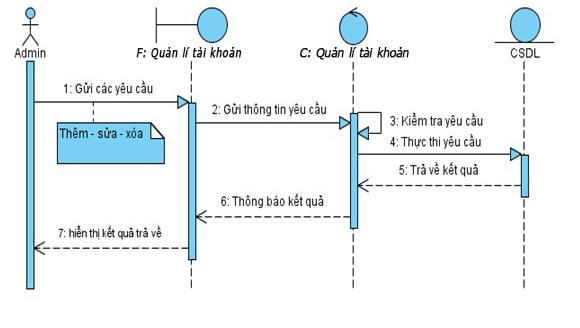 Admin
F: Quản lí tài khoản
C: Quản lí tài khoản
CSDL
1: Gửi các yêu cầu
Thêm - sửa - xóa
2: Gửi thông tin yêu cầu
3: Kiểm tra yêu cầu
4: Thực thi yêu cầu
5: Trả về kết quả
6: Thông báo kết quả
7: hiển thị kết quả trả về